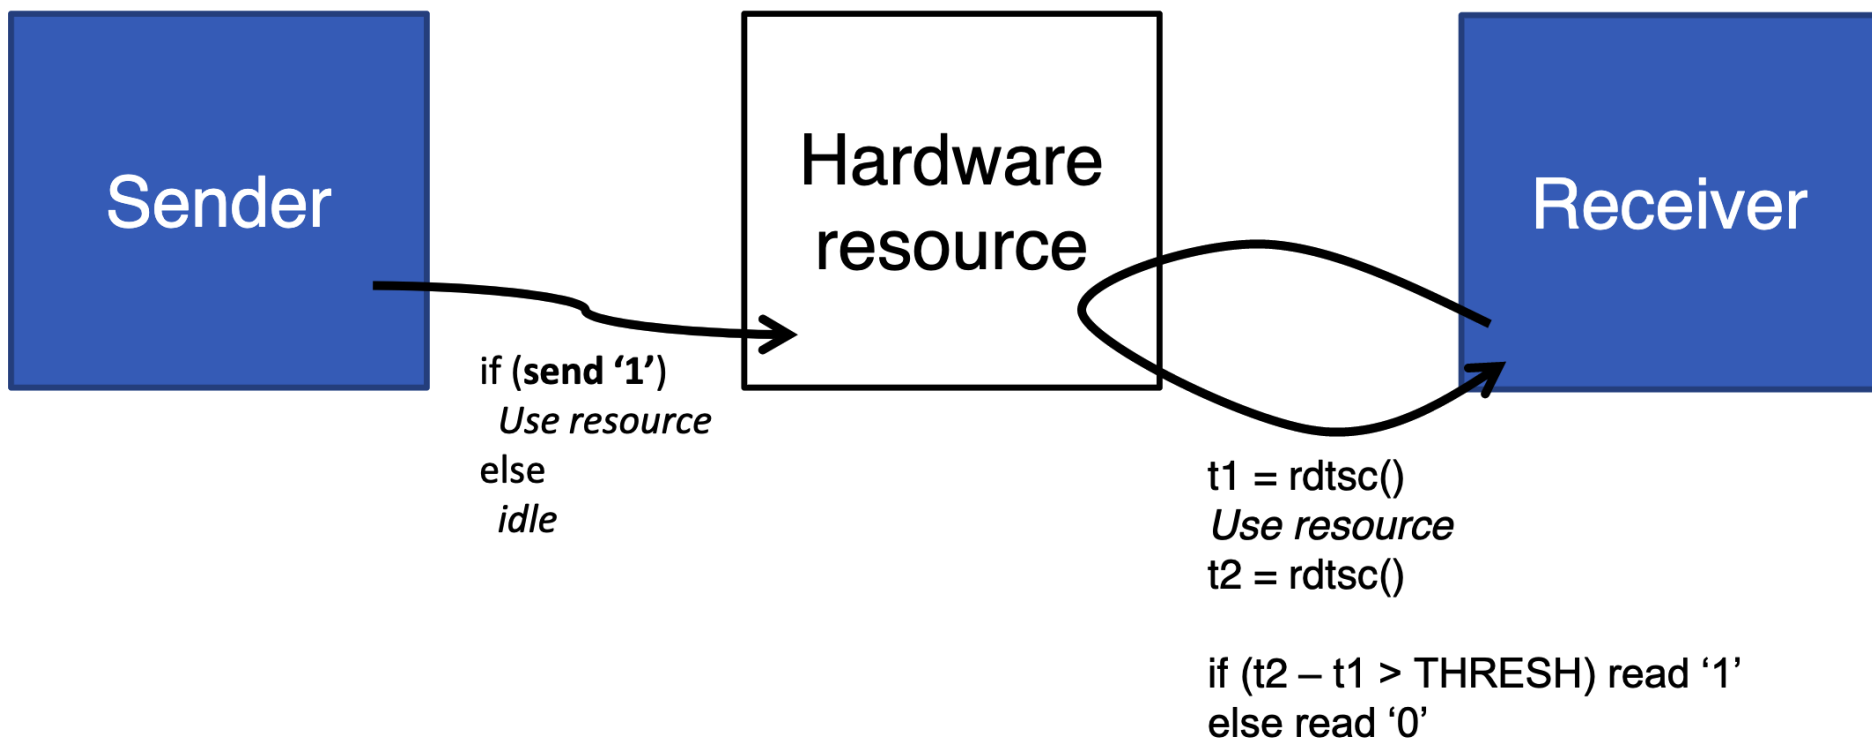 Sender
Hardware
resource
Receiver
if (send ‘1’)
Use resource
else
idle
t1 = rdtsc()
Use resource
t2 = rdtsc()
if (t2 – t1 > THRESH) read ‘1’
else read ‘0’